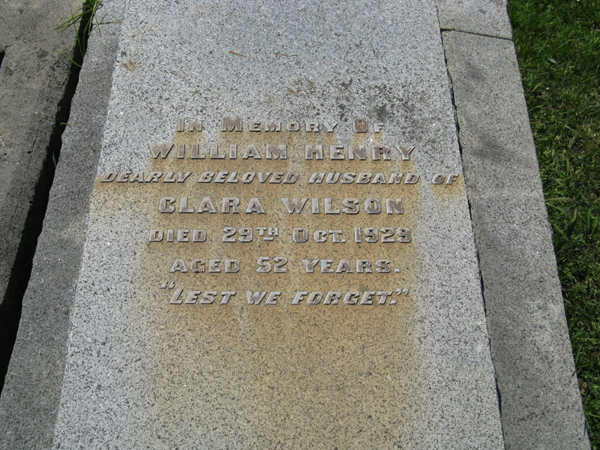 In Memory Of
William Henry
Dearly Beloved Husband Of
Clara Wilson
Died 29th Oct. 1929
Aged 52 Years.
"Lest We Forget."